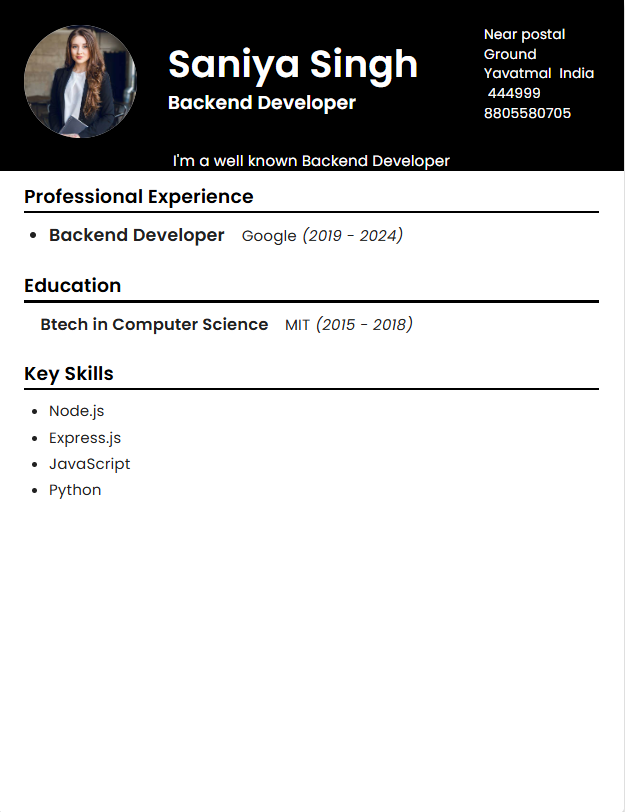 Saniya Singh
Backend Developer
Near postal
Ground
Yavatmal India
444999
8805580705
I'm a well known Backend Developer
Professional Experience
• Backend Developer Google (2019 - 2024)
Education
Btech in Computer Science MIT (2015 - 2018)
Key Skills
• Node.js
• Express.js
• JavaScript
• Python